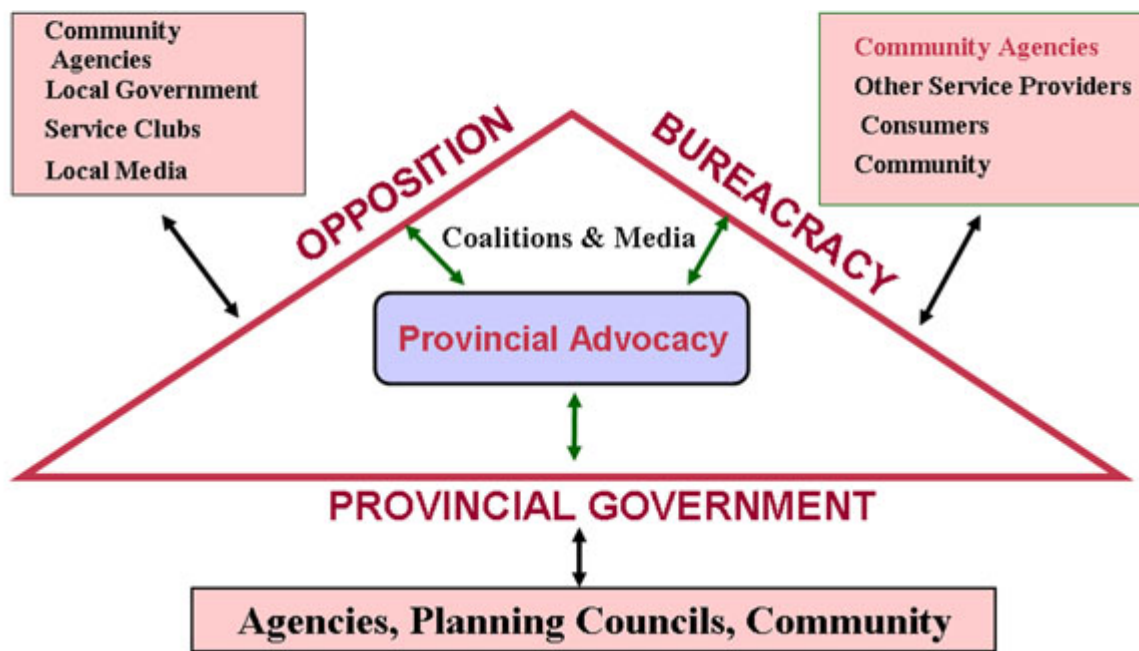 Community
Agencies
Local Government
Service Clubs
Local Media
Community Agencies
Other Service Providers
Consumers
Community
OPPOSITION
BUREACRACY
Coalitions & Media
Provincial Advocacy
PROVINCIAL GOVERNMENT
Agencies, Planning Councils, Community